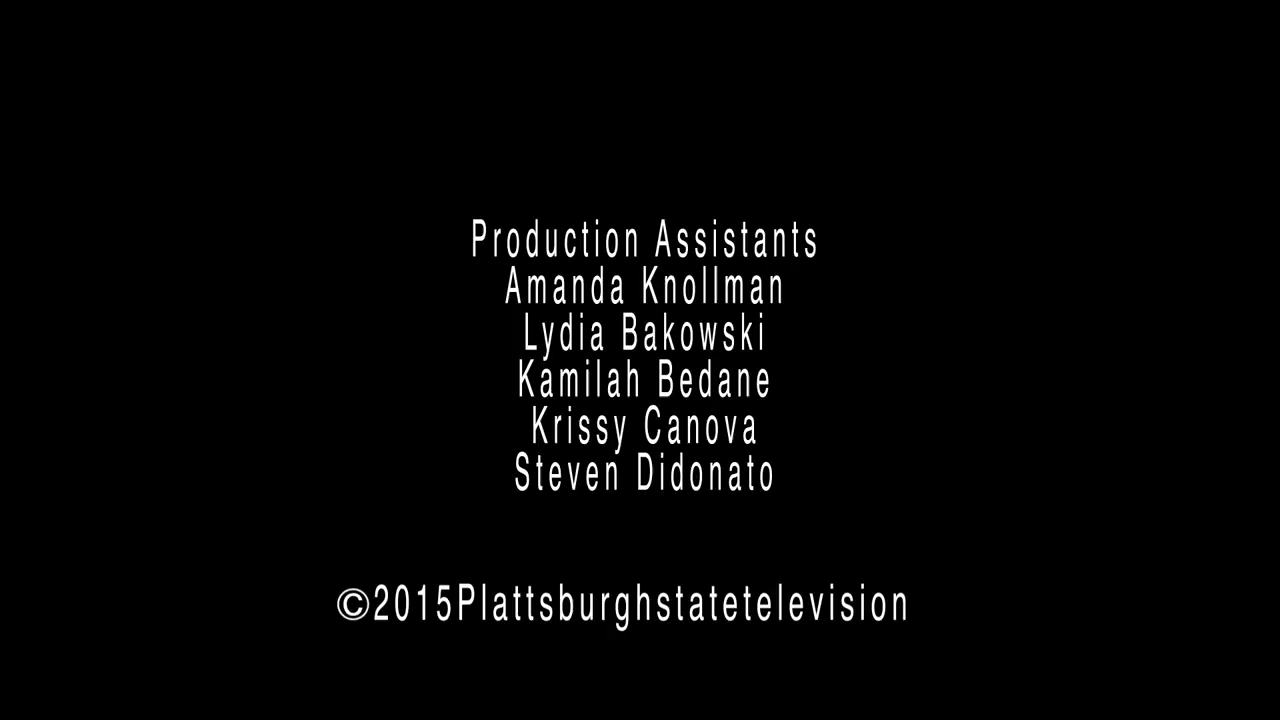 Production Assistants
Amanda Knollman
Lydia Bakowski
Kamilah Bedane
Krissy Canova
Steven Didonato
©2015Plattsburghstatetelevision